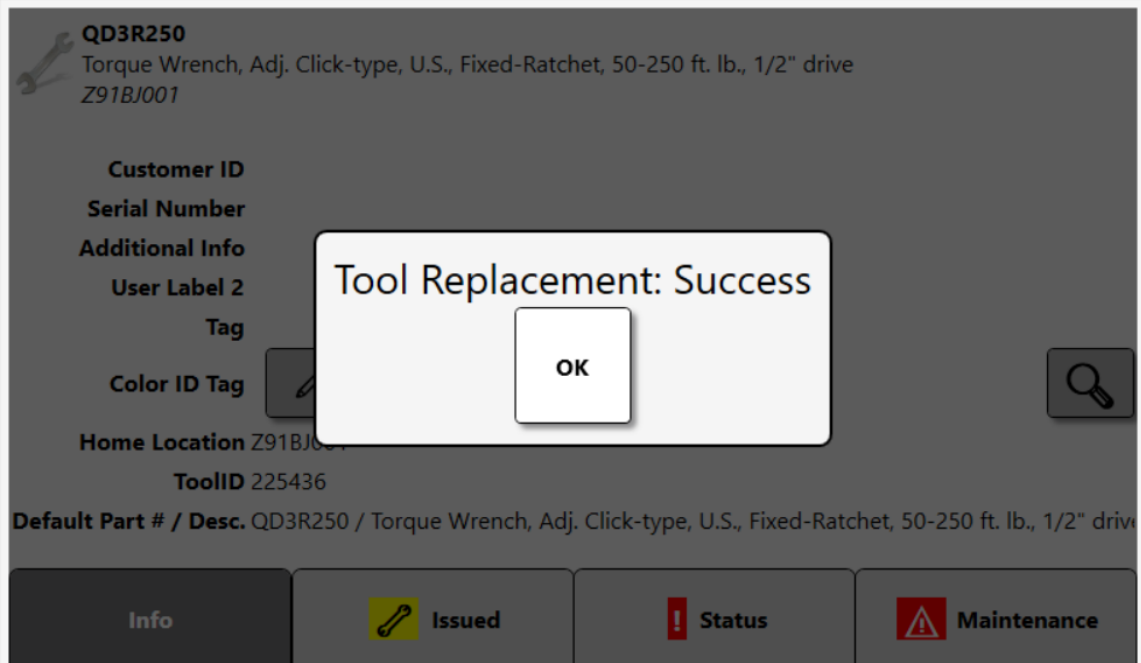 QD3R250
Torque Wrench, Adj. Click-type, U.S., Fixed-Ratchet, 50-250 ft. lb., 1/2" drive
Z91BJ001
Customer ID
Serial Number
Additional Info
User Label 2
Tag
Color ID Tag
Tool Replacement: Success
OK
Home Location Z91BJ001
ToolID 225436
Default Part # / Desc. QD3R250 / Torque Wrench, Adj. Click-type, U.S., Fixed-Ratchet, 50-250 ft. lb., 1/2" drive
Info Issued ! Status Maintenance